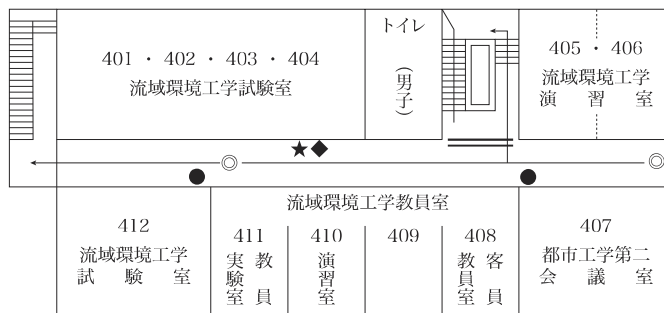 401 ・ 402 ・ 403 ・ 404
流域環境工学試験室
トイレ
（男子）
405 ・ 406
流域環境工学
演習室
流域環境工学教員室
412
流域環境工学
試験室
411
教員
実験室
410
演習室
409
408
客員
教員室
407
都市工学第二
会議室